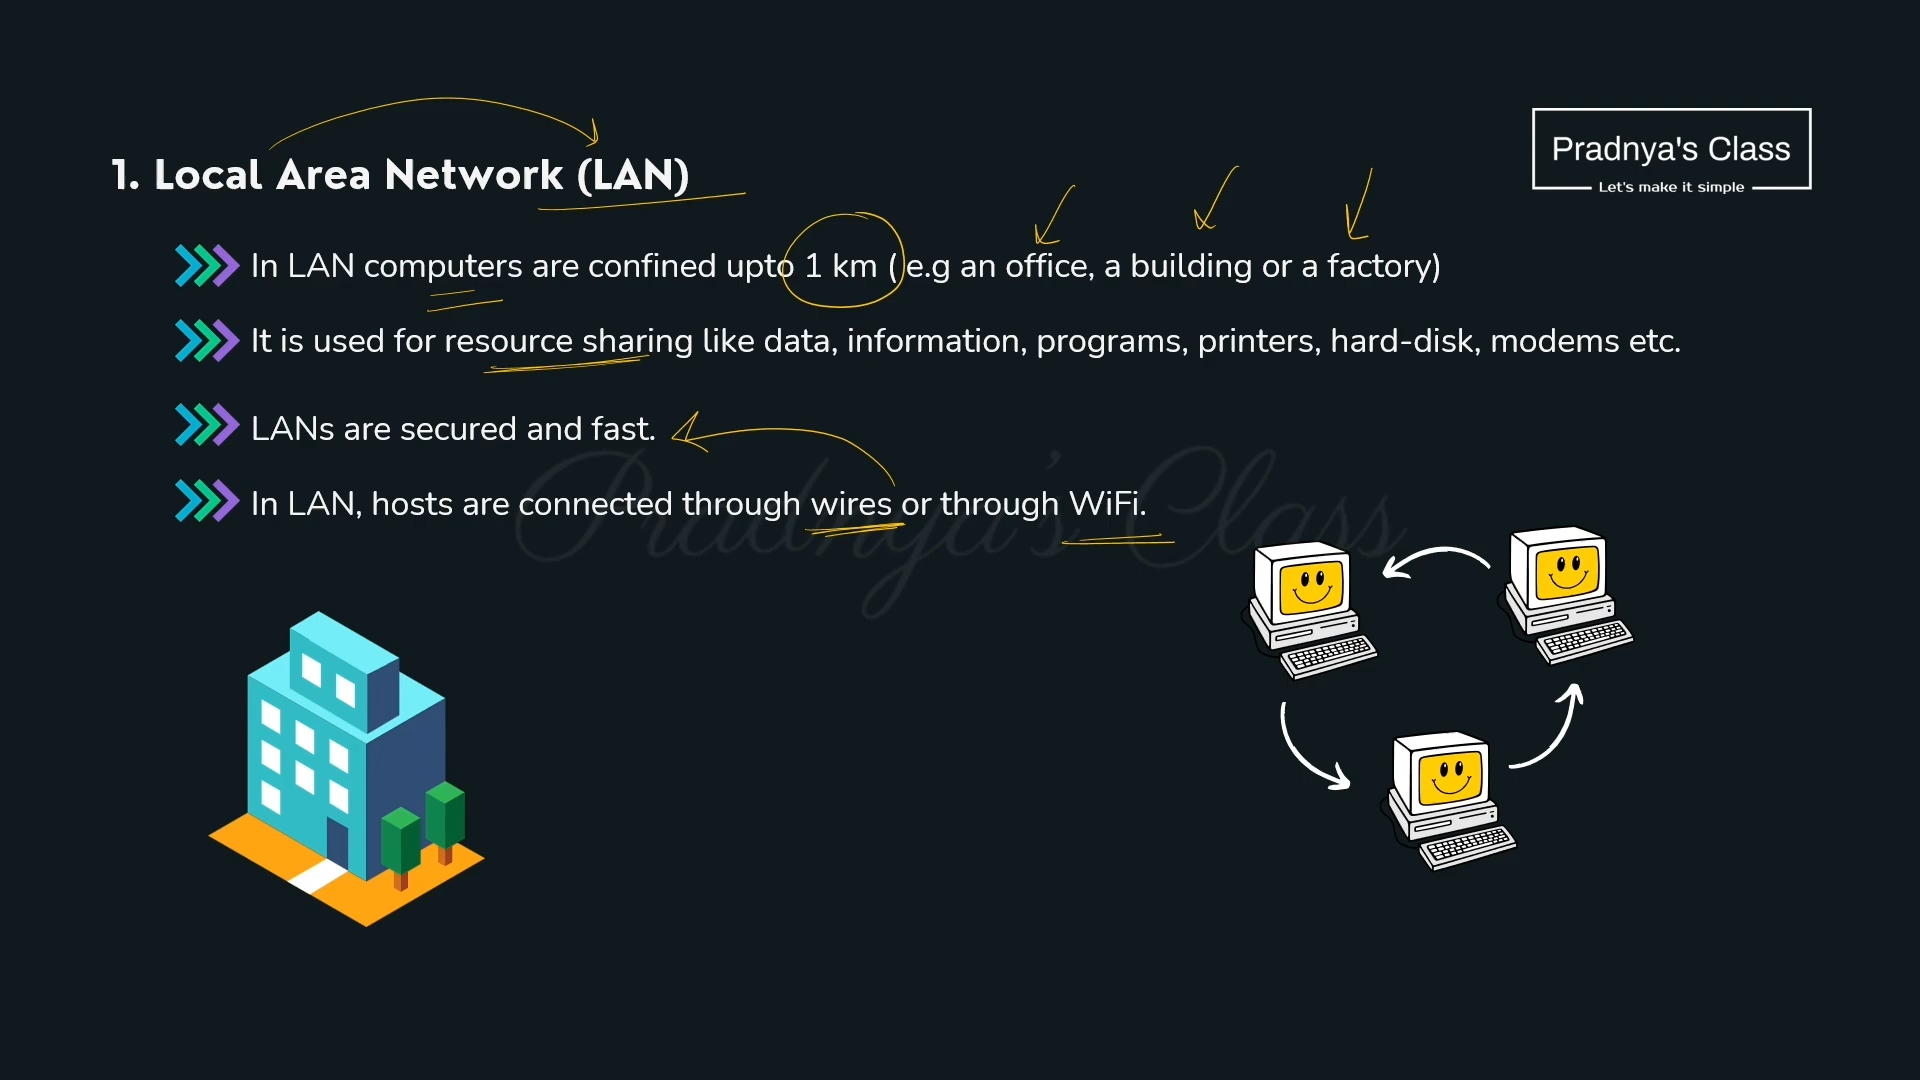 1. Local Area Network (LAN)
Pradnya's Class
Let's make it simple
In LAN computers are confined upto 1 km ( e.g an office, a building or a factory)
It is used for resource sharing like data, information, programs, printers, hard-disk, modems etc.
LANs are secured and fast.
In LAN, hosts are connected through wires or through WiFi.
Pradnya's Class